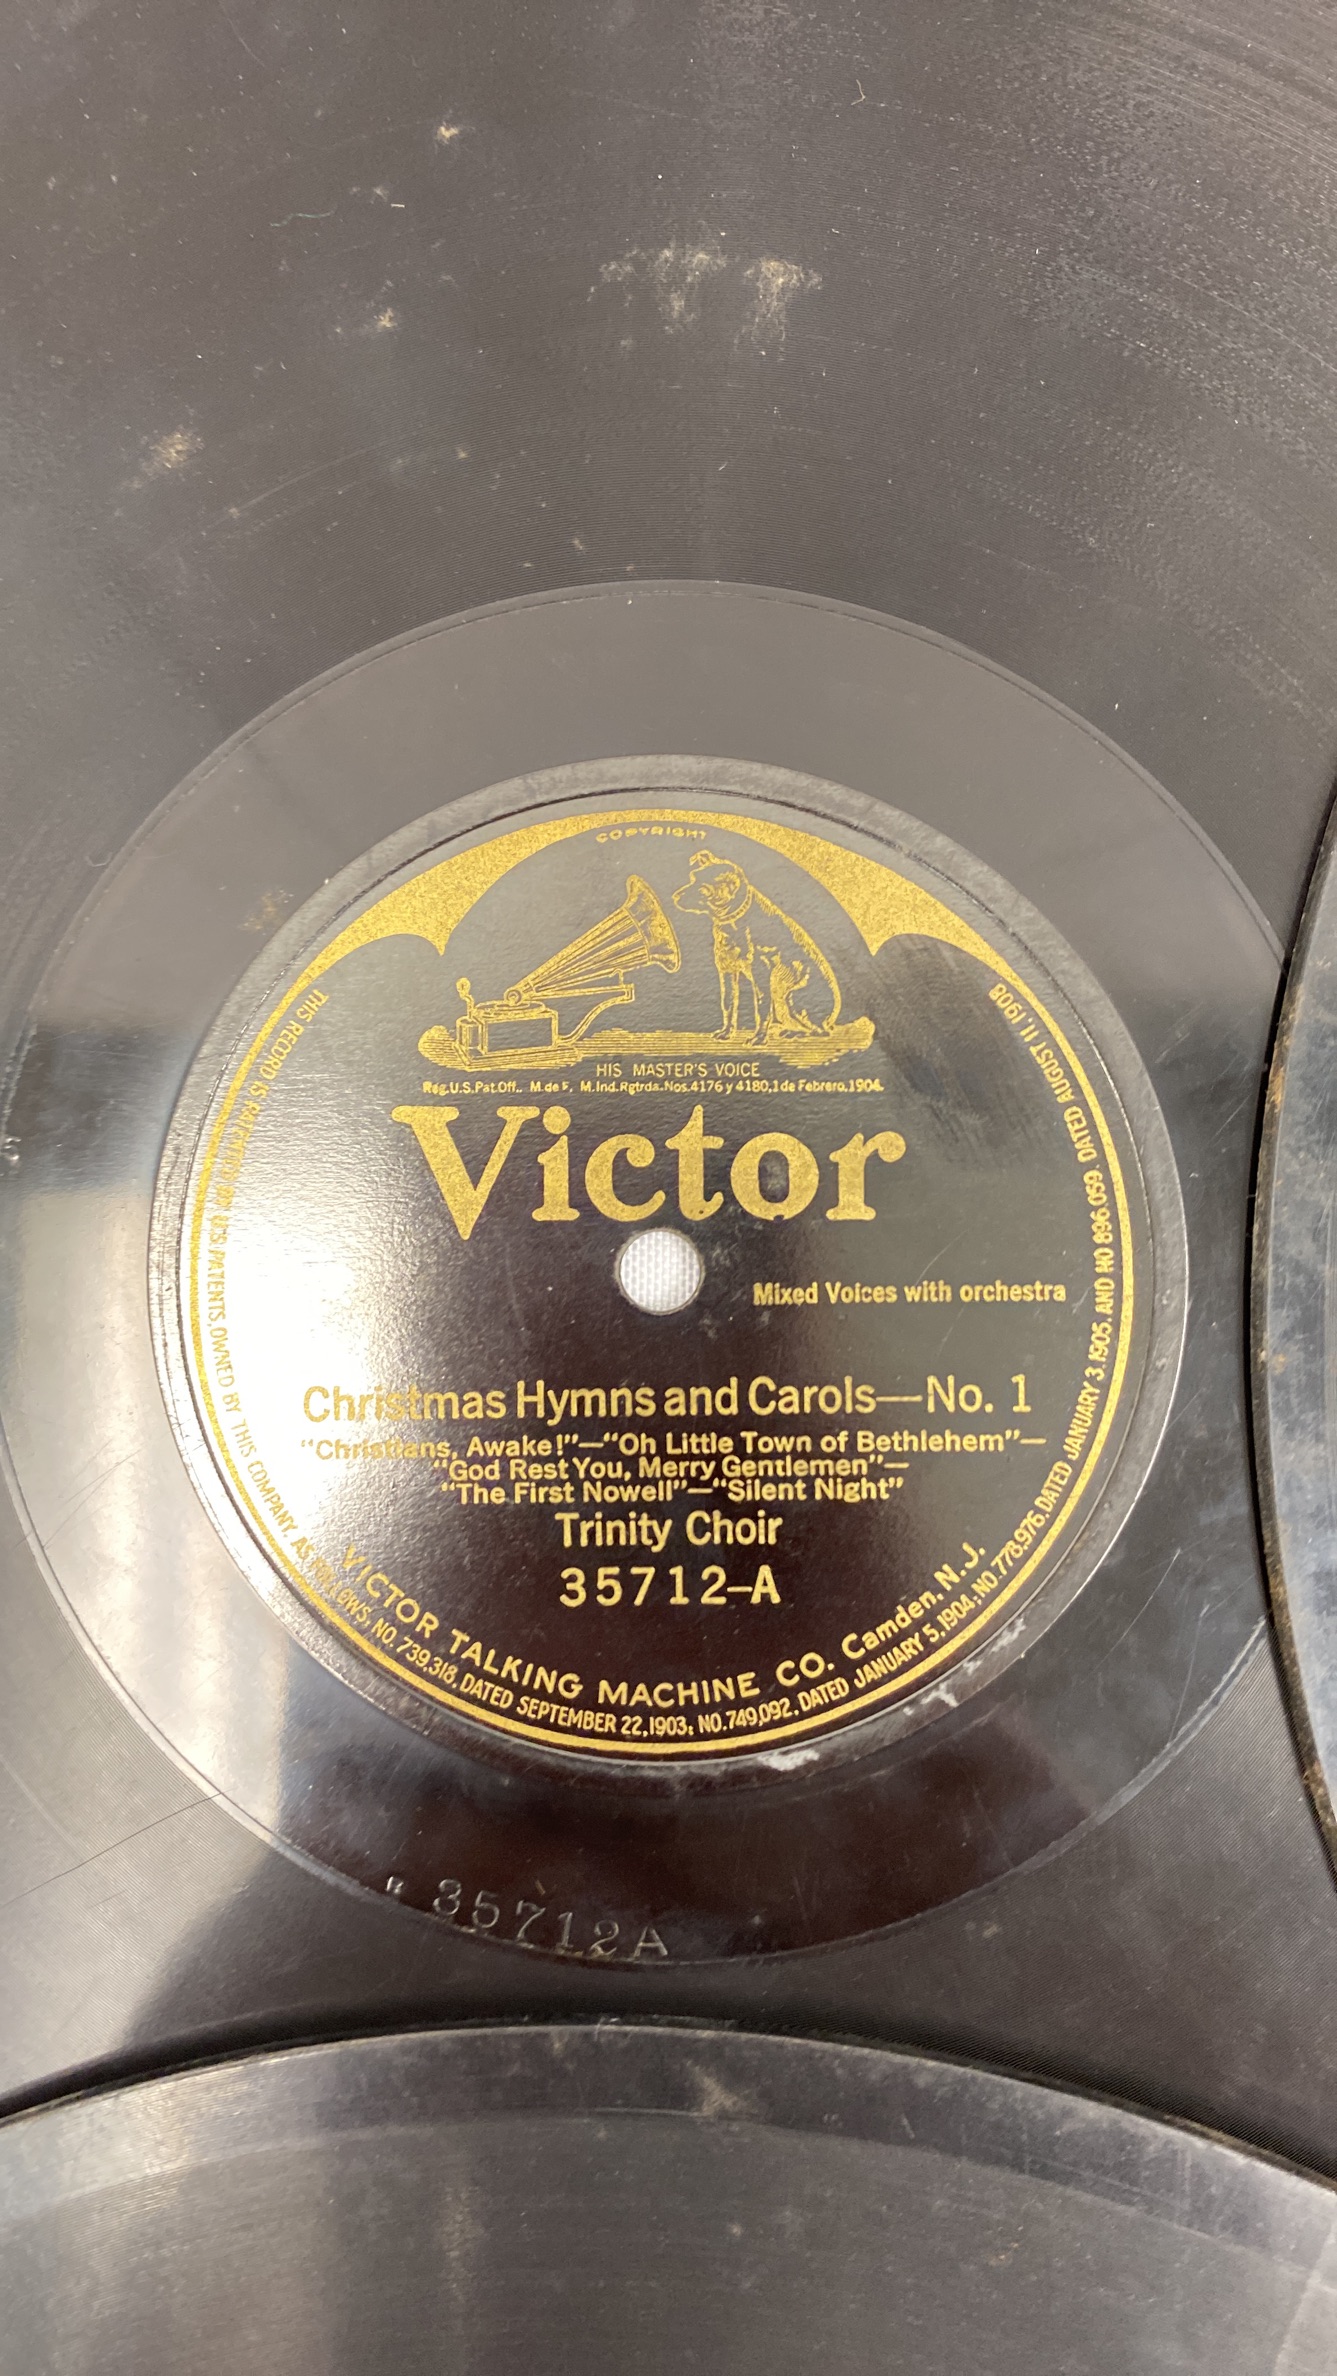 COPYRIGHT
HIS MASTER'S VOICE
Reg.U.S.Pat.Off.. M.de F. M.Ind.Rgtrda.Nos.4176 y 4180,1 de Febrero,1904.
Victor
Mixed Voices with orchestra
Christmas Hymns and Carols—No. 1
"Christians, Awake!"—"Oh Little Town of Bethlehem"—
"God Rest You, Merry Gentlemen"—
"The First Nowell"—"Silent Night"
Trinity Choir
35712-A
VICTOR TALKING MACHINE CO. Camden, N.J.
THIS RECORD IS PATENTED BY U.S. PATENTS, OWNED BY THIS COMPANY AS FOLLOWS, NO. 739,318, DATED SEPTEMBER 22, 1903; NO. 749,092, DATED JANUARY 5, 1904; NO. 778,976, DATED JANUARY 3, 1905, AND NO 896,059, DATED AUGUST 11, 1908
35712A